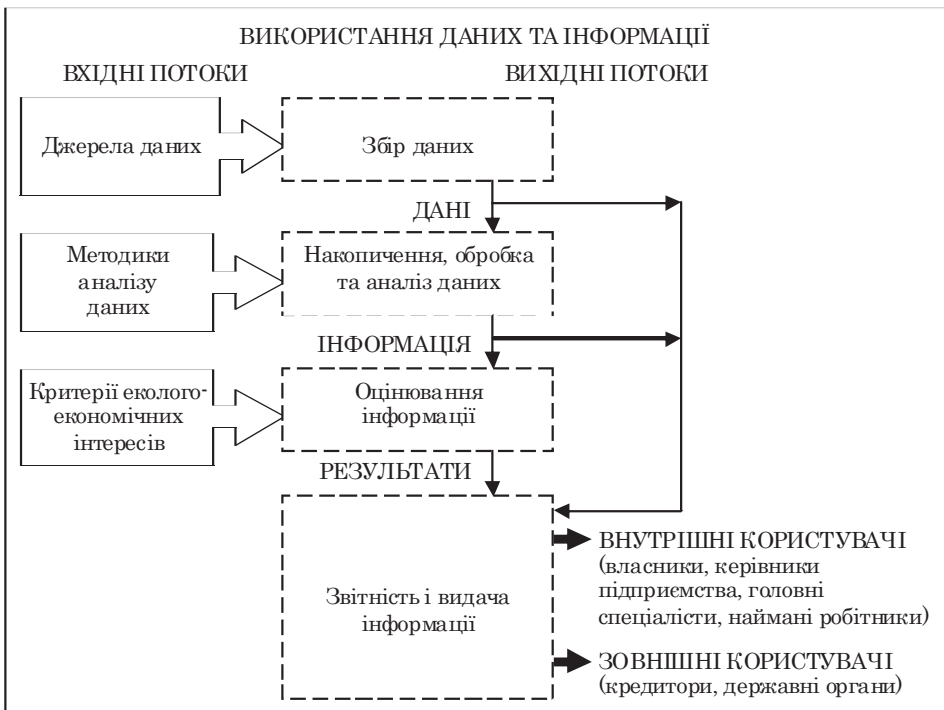 ВИКОРИСТАННЯ ДАНИХ ТА ІНФОРМАЦІЇ
ВХІДНІ ПОТОКИ
ВИХІДНІ ПОТОКИ
Джерела даних
Збір даних
ДАНІ
Методики
аналізу
даних
Накопичення, обробка
та аналіз даних
ІНФОРМАЦІЯ
Критерії еколого-
економічних
інтересів
Оцінювання
інформації
РЕЗУЛЬТАТИ
Звітність і видача
інформації
ВНУТРІШНІ КОРИСТУВАЧІ
(власники, керівники
підприємства, головні
спеціалісти, наймані робітники)
ЗОВНІШНІ КОРИСТУВАЧІ
(кредитори, державні органи)